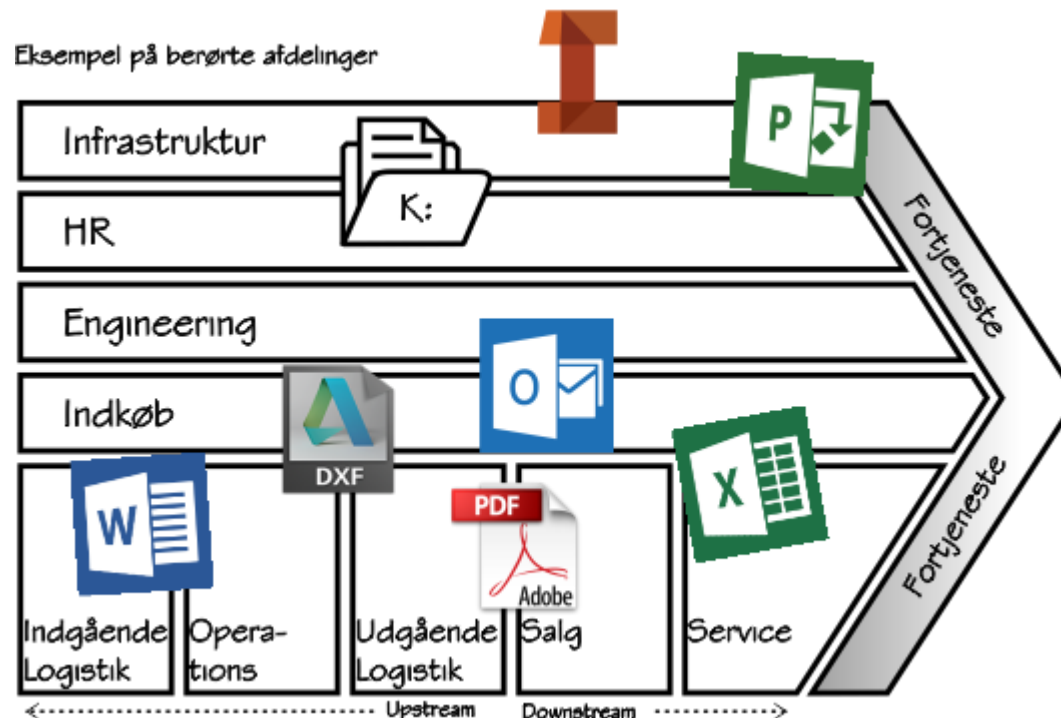 Eksempel på berørte afdelinger
Infrastruktur
P
K:
HR
Fortjeneste
Engineering
O
Indkøb
DXF
X
W
PDF
Adobe
Fortjeneste
Indgående
Logistik
Opera-
tions
Udgående
Logistik
Salg
Service
Upstream
Downstream